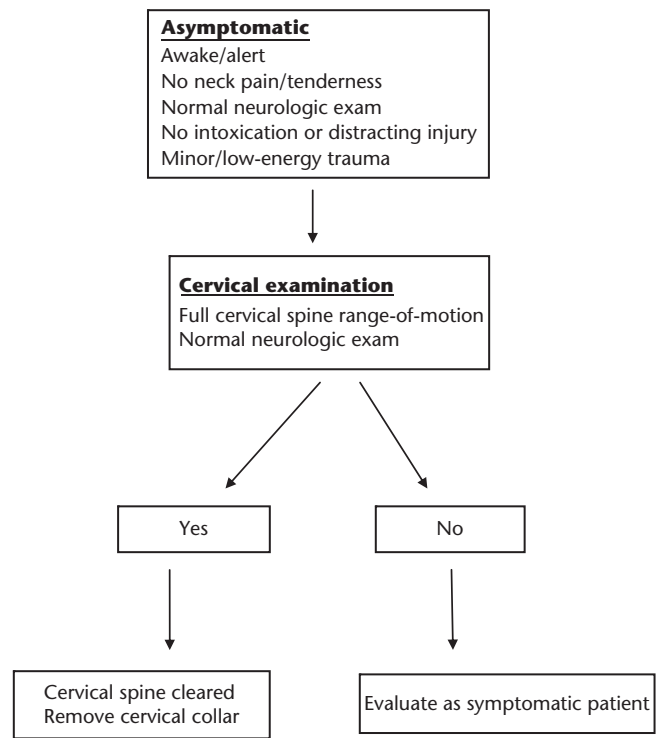 Asymptomatic
Awake/alert
No neck pain/tenderness
Normal neurologic exam
No intoxication or distracting injury
Minor/low-energy trauma
Cervical examination
Full cervical spine range-of-motion
Normal neurologic exam
Yes
No
Cervical spine cleared
Remove cervical collar
Evaluate as symptomatic patient